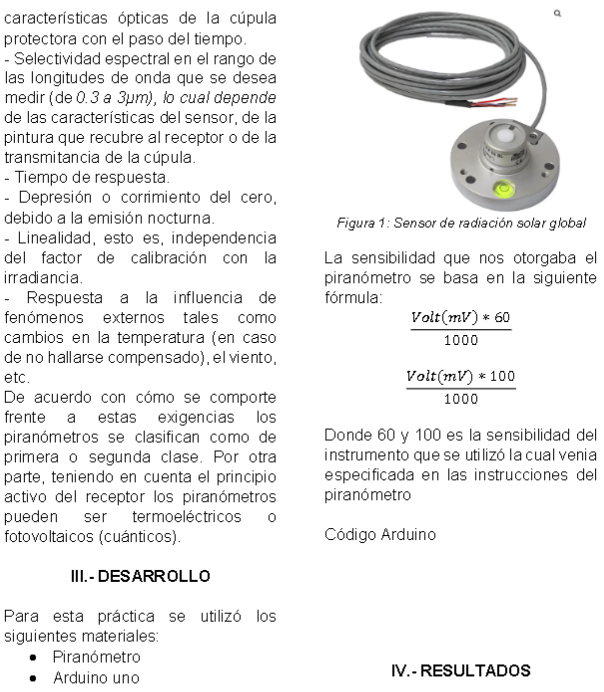 características ópticas de la cúpula
protectora con el paso del tiempo.
- Selectividad espectral en el rango de
las longitudes de onda que se desea
medir (de 0.3 a 3µm), lo cual depende
de las características del sensor, de la
pintura que recubre al receptor o de la
transmitancia de la cúpula.
- Tiempo de respuesta.
- Depresión o corrimiento del cero,
debido a la emisión nocturna.
- Linealidad, esto es, independencia
del factor de calibración con la
irradiancia.
- Respuesta a la influencia de
fenómenos externos tales como
cambios en la temperatura (en caso
de no hallarse compensado), el viento,
etc.
De acuerdo con cómo se comporte
frente a estas exigencias los
piranómetros se clasifican como de
primera o segunda clase. Por otra
parte, teniendo en cuenta el principio
activo del receptor los piranómetros
pueden ser termoeléctricos o
fotovoltaicos (cuánticos).
III.- DESARROLLO
Para esta práctica se utilizó los
siguientes materiales:
• Piranómetro
• Arduino uno
Figura 1: Sensor de radiación solar global
La sensibilidad que nos otorgaba el
piranómetro se basa en la siguiente
fórmula:
Volt(mV) * 60
1000
Volt(mV) * 100
1000
Donde 60 y 100 es la sensibilidad del
instrumento que se utilizó la cual venia
especificada en las instrucciones del
piranómetro
Código Arduino
IV.- RESULTADOS